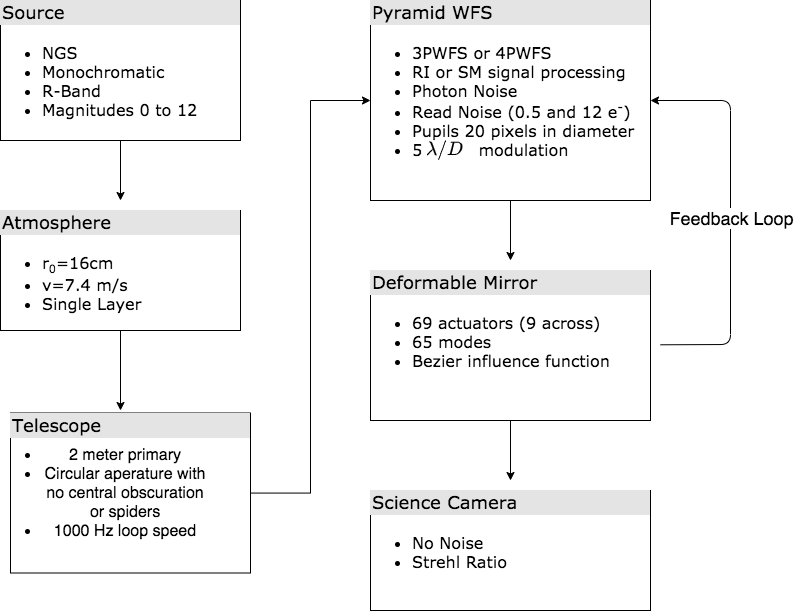 Source
• NGS
• Monochromatic
• R-Band
• Magnitudes 0 to 12
Atmosphere
• r₀=16cm
• v=7.4 m/s
• Single Layer
Telescope
• 2 meter primary
• Circular aperture with
no central obscuration
or spiders
• 1000 Hz loop speed
Pyramid WFS
• 3PWFS or 4PWFS
• RI or SM signal processing
• Photon Noise
• Read Noise (0.5 and 12 e⁻)
• Pupils 20 pixels in diameter
• 5 λ/D modulation
Feedback Loop
Deformable Mirror
• 69 actuators (9 across)
• 65 modes
• Bezier influence function
Science Camera
• No Noise
• Strehl Ratio